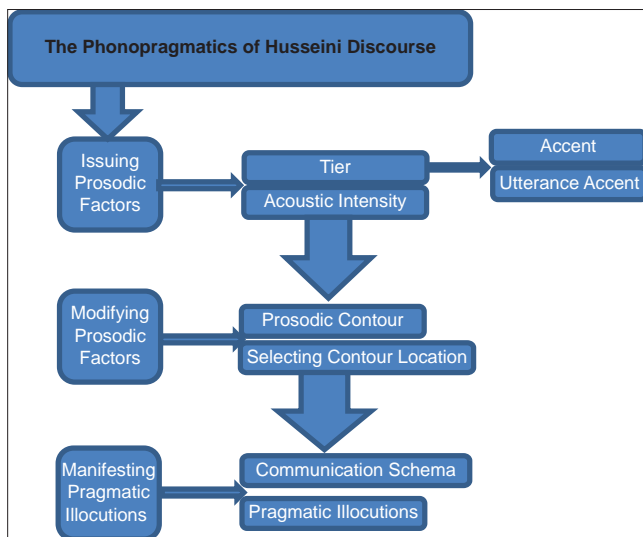 The Phonopragmatics of Husseini Discourse
Issuing
Prosodic
Factors
Tier
Acoustic Intensity
Accent
Utterance Accent
Modifying
Prosodic
Factors
Prosodic Contour
Selecting Contour Location
Manifesting
Pragmatic
Illocutions
Communication Schema
Pragmatic Illocutions